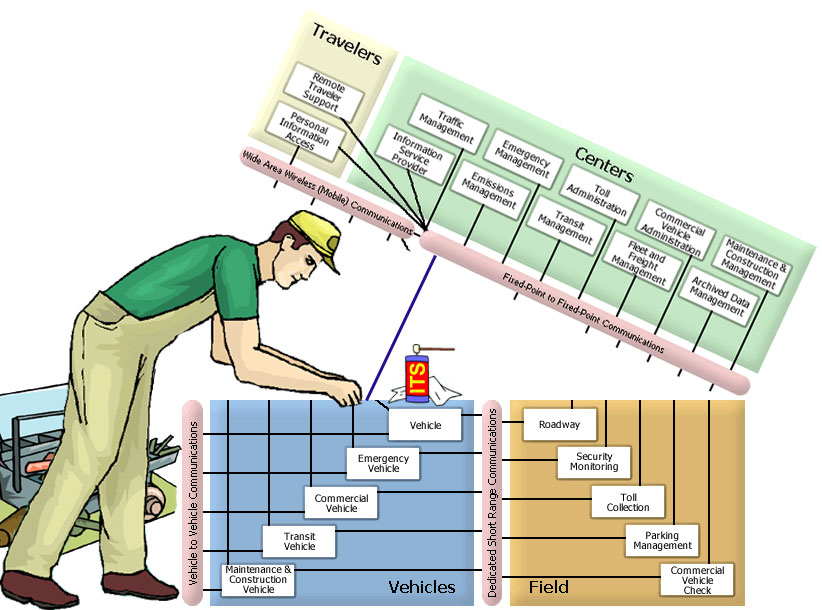 Travelers
Remote
Traveler
Support
Personal
Information
Access
Wide Area Wireless (Mobile) Communications
Centers
Traffic
Management
Information
Service
Provider
Emergency
Management
Emissions
Management
Toll
Administration
Transit
Management
Commercial
Vehicle
Administration
Fleet and
Freight
Management
Maintenance &
Construction
Management
Archived Data
Management
Fixed-Point to Fixed-Point Communications
ITS
Vehicle to Vehicle Communications
Vehicle
Emergency
Vehicle
Commercial
Vehicle
Transit
Vehicle
Maintenance &
Construction
Vehicle
Vehicles
Dedicated Short Range Communications
Roadway
Security
Monitoring
Toll
Collection
Parking
Management
Commercial
Vehicle
Check
Field